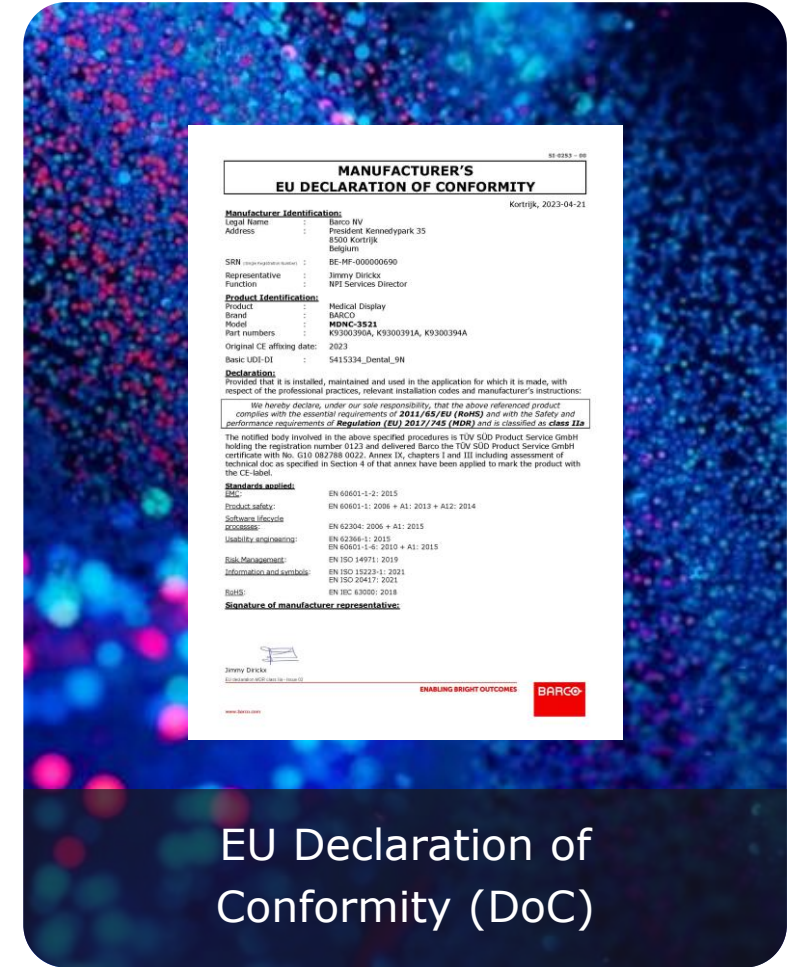 SI-0253 – 00
MANUFACTURER'S
EU DECLARATION OF CONFORMITY
Kortrijk, 2023-04-21
Manufacturer Identification:
Legal Name : Barco NV
Address : President Kennedypark 35
8500 Kortrijk
Belgium
SRN (Single Registration Number) : BE-MF-000000690
Representative : Jimmy Dirickx
Function : NPI Services Director
Product Identification:
Product : Medical Display
Brand : BARCO
Model : MDNC-3521
Part numbers : K9300390A, K9300391A, K9300394A
Original CE affixing date: 2023
Basic UDI-DI : 5415334_Dental_9N
Declaration:
Provided that it is installed, maintained and used in the application for which it is made, with
respect of the professional practices, relevant installation codes and manufacturer's instructions:
We hereby declare, under our sole responsibility, that the above referenced product
complies with the essential requirements of 2011/65/EU (RoHS) and with the Safety and
performance requirements of Regulation (EU) 2017/745 (MDR) and is classified as class IIa
The notified body involved in the above specified procedures is TÜV SÜD Product Service GmbH
holding the registration number 0123 and delivered Barco the TÜV SÜD Product Service GmbH
certificate with No. G10 082788 0022. Annex IX, chapters I and III including assessment of
technical doc as specified in Section 4 of that annex have been applied to mark the product with
the CE-label.
Standards applied:
EMC: EN 60601-1-2: 2015
Product safety: EN 60601-1: 2006 + A1: 2013 + A12: 2014
Software lifecycle
processes: EN 62304: 2006 + A1: 2015
Usability engineering: EN 62366-1: 2015
EN 60601-1-6: 2010 + A1: 2015
Risk Management: EN ISO 14971: 2019
Information and symbols: EN ISO 15223-1: 2021
EN ISO 20417: 2021
RoHS: EN IEC 63000: 2018
Signature of manufacturer representative:
Jimmy Dirickx
EU declaration MDR class IIa- issue 02
ENABLING BRIGHT OUTCOMES
BARCO
www.barco.com
EU Declaration of
Conformity (DoC)